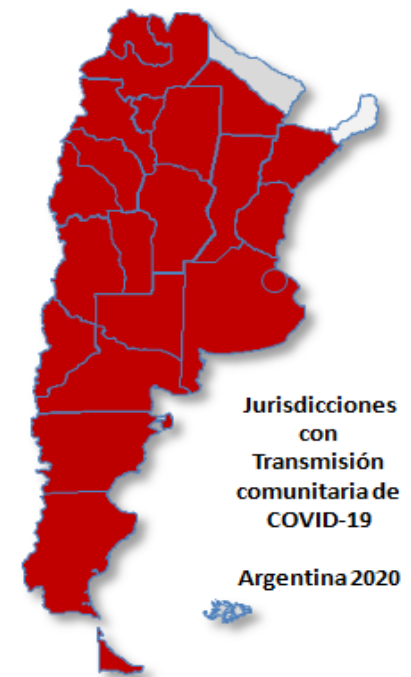 Jurisdicciones
con
Transmisión
comunitaria de
COVID-19
Argentina 2020